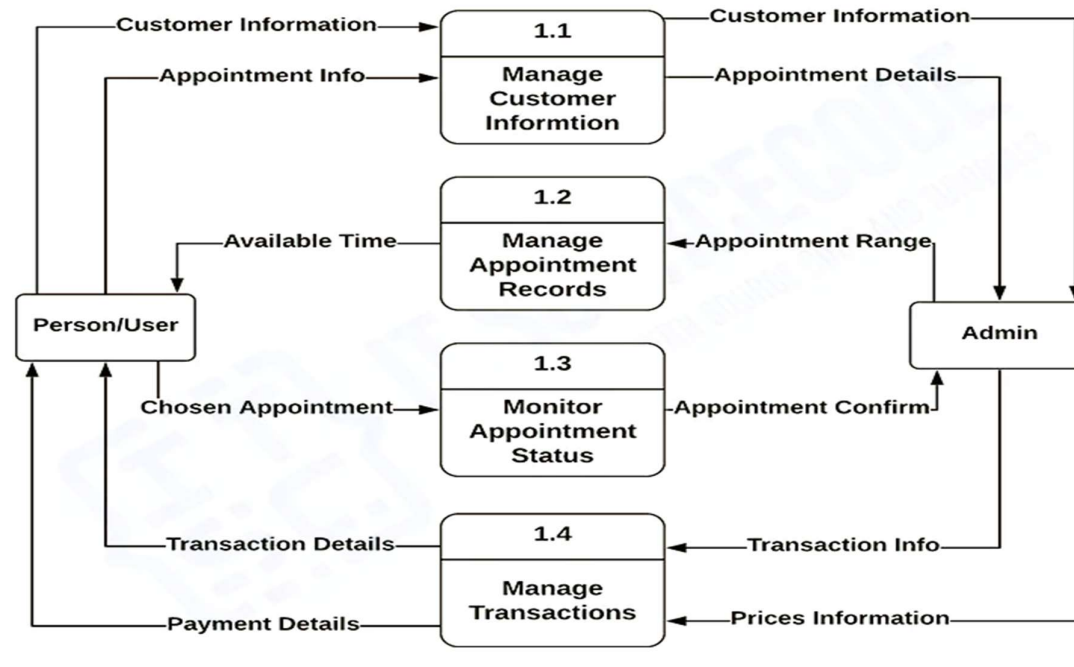 Customer Information
1.1
Customer Information
Appointment Info
Manage
Customer
Informtion
Appointment Details
1.2
Available Time
Manage
Appointment
Records
Appointment Range
Person/User
Admin
1.3
Chosen Appointment
Monitor
Appointment
Status
Appointment Confirm
1.4
Transaction Details
Transaction Info
Manage
Transactions
Payment Details
Prices Information